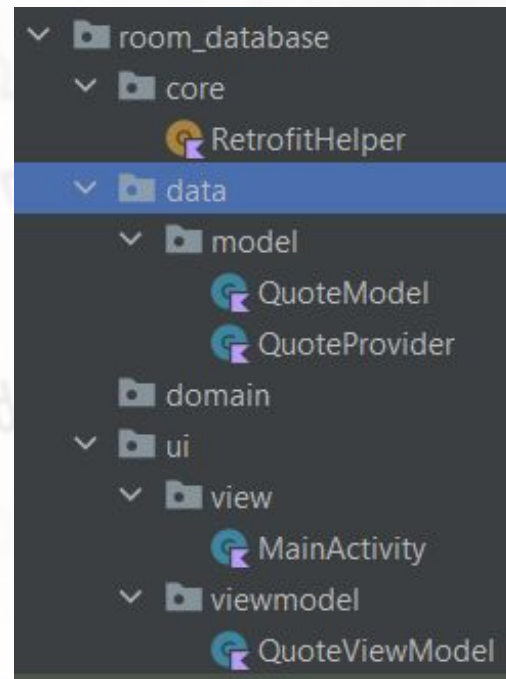 room_database
core
RetrofitHelper
data
model
QuoteModel
QuoteProvider
domain
ui
view
MainActivity
viewmodel
QuoteViewModel